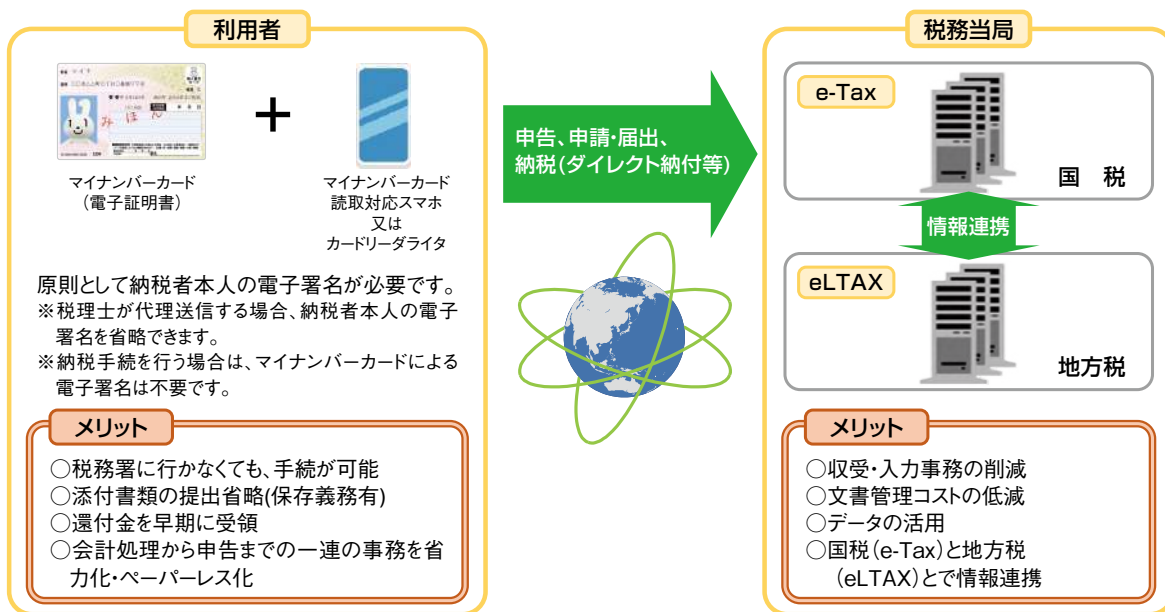 利用者
みほん
マイナンバーカード
（電子証明書）
＋
マイナンバーカード
読取対応スマホ
又は
カードリーダライタ
原則として納税者本人の電子署名が必要です。
※税理士が代理送信する場合、納税者本人の電子
署名を省略できます。
※納税手続を行う場合は、マイナンバーカードによる
電子署名は不要です。
メリット
○税務署に行かなくても、手続が可能
○添付書類の提出省略(保存義務有)
○還付金を早期に受領
○会計処理から申告までの一連の事務を省
力化・ペーパーレス化
申告、申請・届出、
納税(ダイレクト納付等)
税務当局
e-Tax
国　税
情報連携
eLTAX
地方税
メリット
○収受・入力事務の削減
○文書管理コストの低減
○データの活用
○国税（e-Tax）と地方税
（eLTAX）とで情報連携